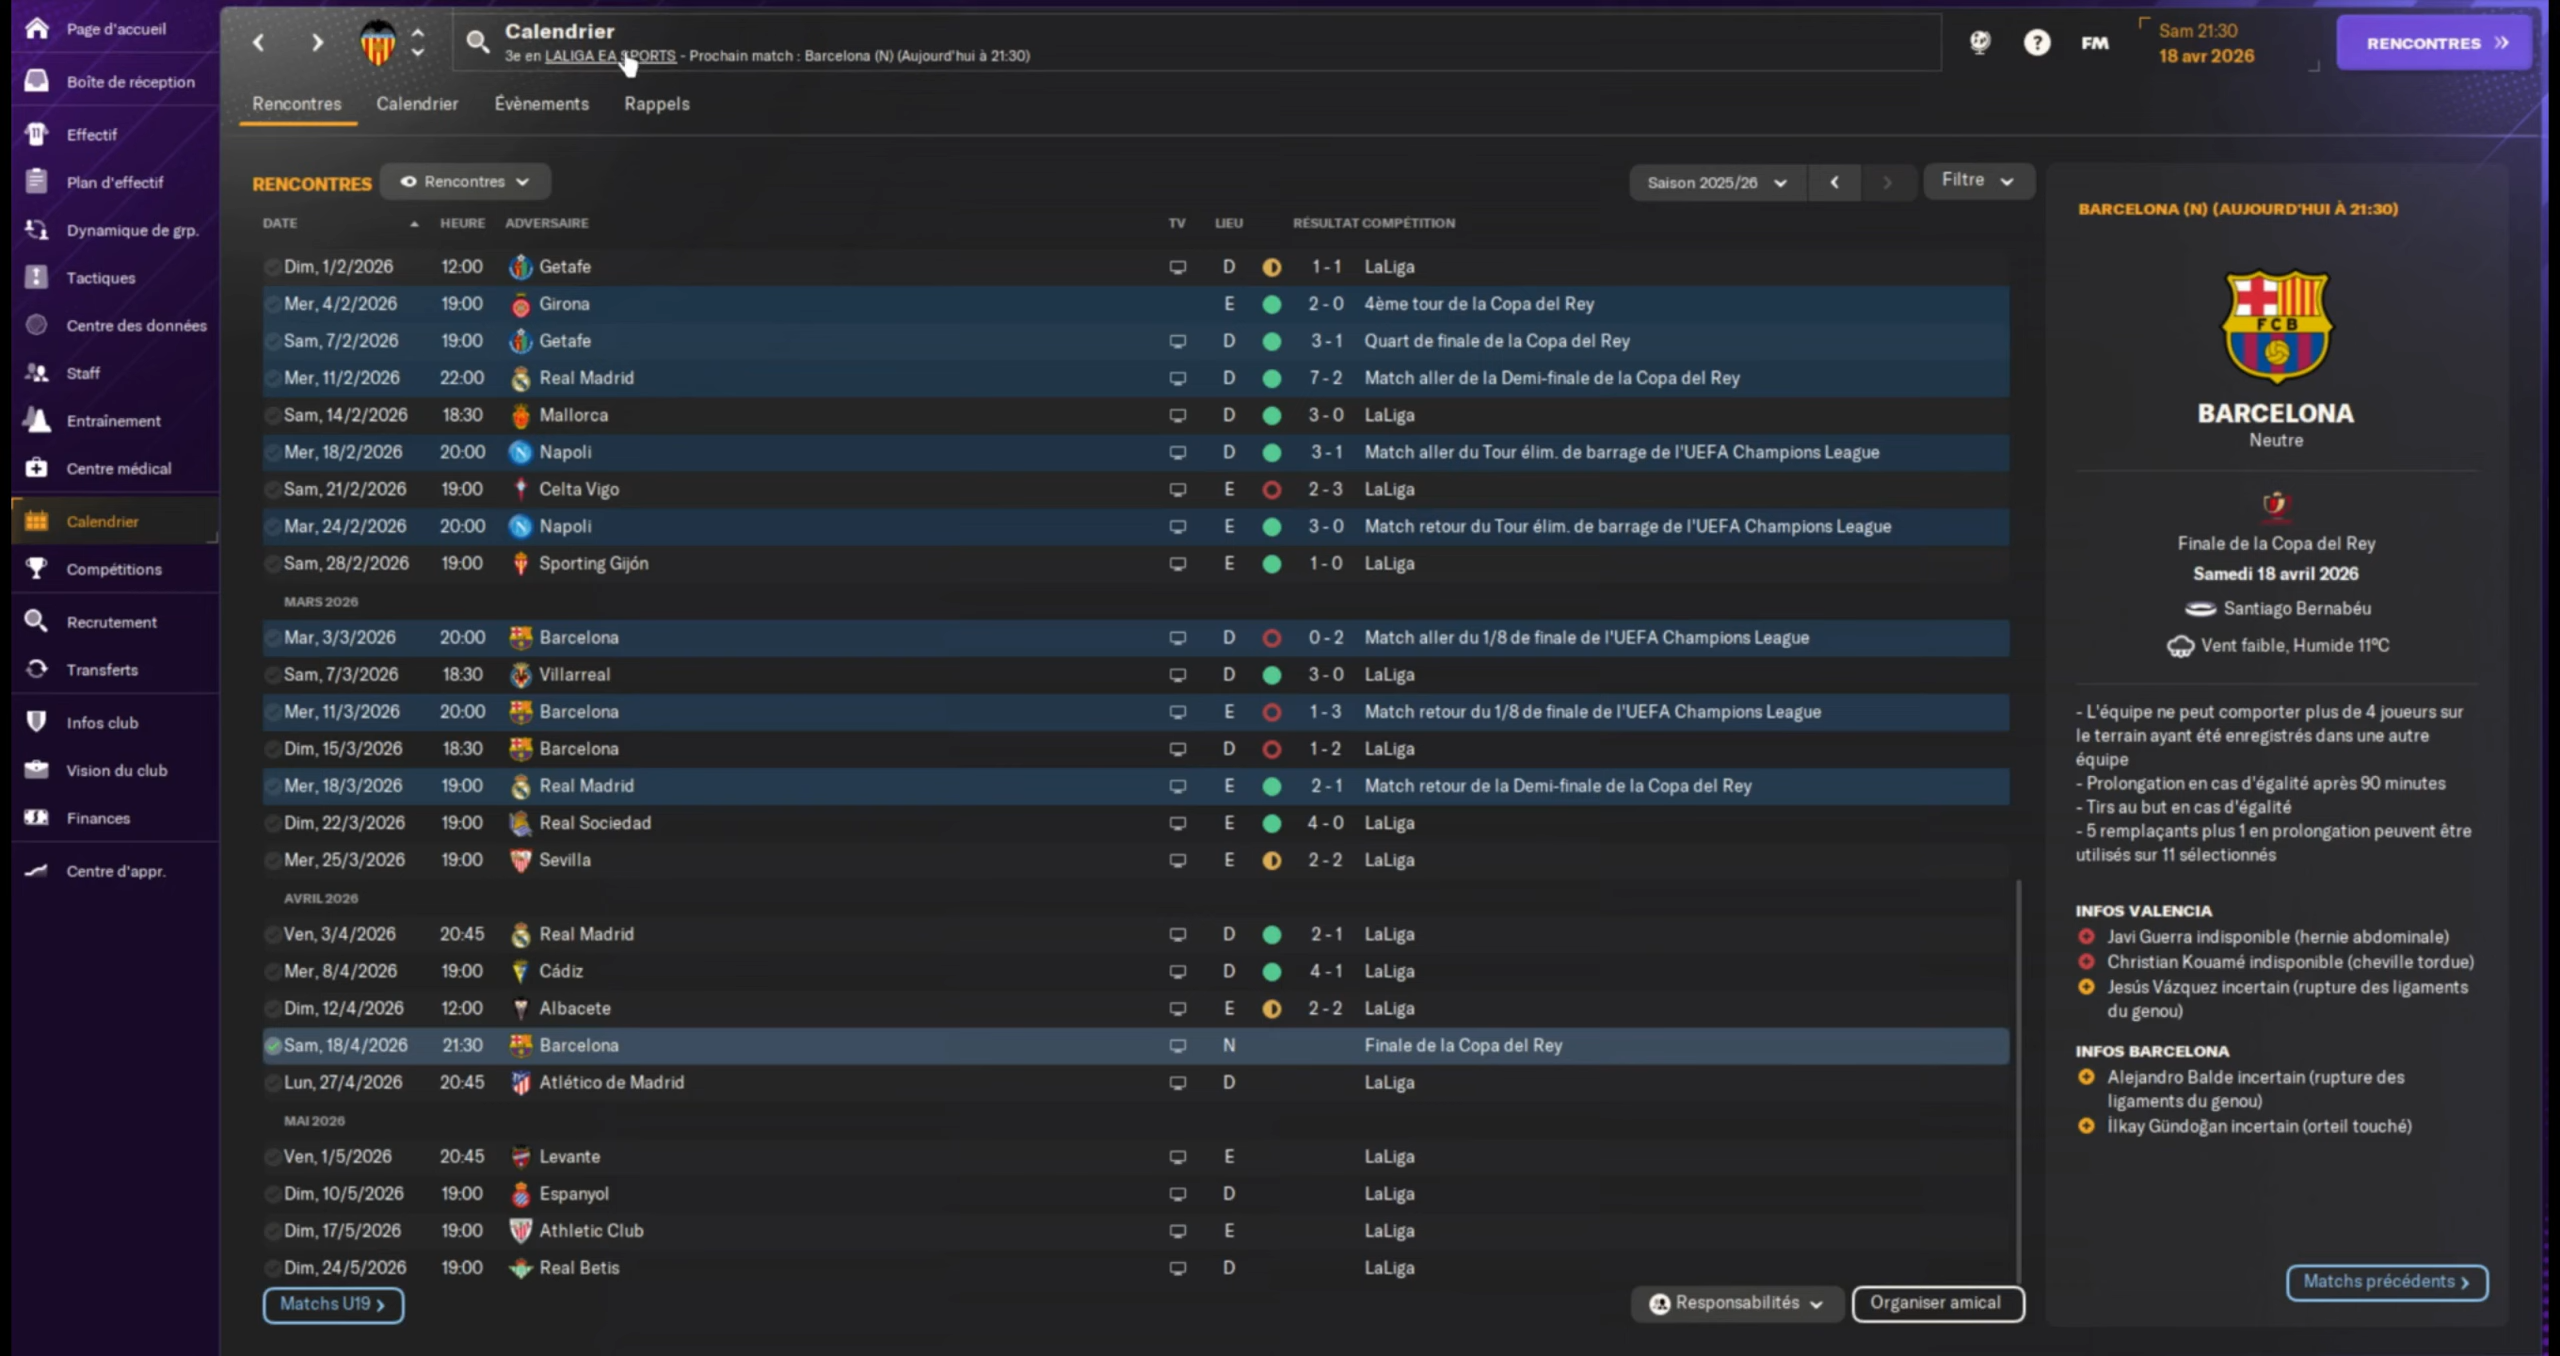 Page d'accueil
Boîte de réception
Effectif
Plan d'effectif
Dynamique de grp.
Tactiques
Centre des données
Staff
Entraînement
Centre médical
Calendrier
Compétitions
Recrutement
Transferts
Infos club
Vision du club
Finances
Centre d'appr.
Calendrier
3e en LALIGA EA SPORTS - Prochain match : Barcelona (N) (Aujourd'hui à 21:30)
FM
Sam 21:30
18 avr 2026
RENCONTRES
Rencontres Calendrier Évènements Rappels
RENCONTRES Rencontres Saison 2025/26 Filtre
DATE HEURE ADVERSAIRE TV LIEU RÉSULTAT COMPÉTITION
Dim, 1/2/2026 12:00 Getafe D 1 - 1 LaLiga
Mer, 4/2/2026 19:00 Girona E 2 - 0 4ème tour de la Copa del Rey
Sam, 7/2/2026 19:00 Getafe D 3 - 1 Quart de finale de la Copa del Rey
Mer, 11/2/2026 22:00 Real Madrid D 7 - 2 Match aller de la Demi-finale de la Copa del Rey
Sam, 14/2/2026 18:30 Mallorca D 3 - 0 LaLiga
Mer, 18/2/2026 20:00 Napoli D 3 - 1 Match aller du Tour élim. de barrage de l'UEFA Champions League
Sam, 21/2/2026 19:00 Celta Vigo E 2 - 3 LaLiga
Mar, 24/2/2026 20:00 Napoli E 3 - 0 Match retour du Tour élim. de barrage de l'UEFA Champions League
Sam, 28/2/2026 19:00 Sporting Gijón E 1 - 0 LaLiga
MARS 2026
Mar, 3/3/2026 20:00 Barcelona D 0 - 2 Match aller du 1/8 de finale de l'UEFA Champions League
Sam, 7/3/2026 18:30 Villarreal D 3 - 0 LaLiga
Mer, 11/3/2026 20:00 Barcelona E 1 - 3 Match retour du 1/8 de finale de l'UEFA Champions League
Dim, 15/3/2026 18:30 Barcelona D 1 - 2 LaLiga
Mer, 18/3/2026 19:00 Real Madrid E 2 - 1 Match retour de la Demi-finale de la Copa del Rey
Dim, 22/3/2026 19:00 Real Sociedad E 4 - 0 LaLiga
Mer, 25/3/2026 19:00 Sevilla E 2 - 2 LaLiga
AVRIL 2026
Ven, 3/4/2026 20:45 Real Madrid D 2 - 1 LaLiga
Mer, 8/4/2026 19:00 Cádiz D 4 - 1 LaLiga
Dim, 12/4/2026 12:00 Albacete E 2 - 2 LaLiga
Sam, 18/4/2026 21:30 Barcelona N Finale de la Copa del Rey
Lun, 27/4/2026 20:45 Atlético de Madrid D LaLiga
MAI 2026
Ven, 1/5/2026 20:45 Levante E LaLiga
Dim, 10/5/2026 19:00 Espanyol D LaLiga
Dim, 17/5/2026 19:00 Athletic Club E LaLiga
Dim, 24/5/2026 19:00 Real Betis D LaLiga
Matchs U19 Responsabilités Organiser amical
BARCELONA (N) (AUJOURD'HUI À 21:30)
FCB
BARCELONA
Neutre
Finale de la Copa del Rey
Samedi 18 avril 2026
Santiago Bernabéu
Vent faible, Humide 11ºC
- L'équipe ne peut comporter plus de 4 joueurs sur
le terrain ayant été enregistrés dans une autre
équipe
- Prolongation en cas d'égalité après 90 minutes
- Tirs au but en cas d'égalité
- 5 remplaçants plus 1 en prolongation peuvent être
utilisés sur 11 sélectionnés
INFOS VALENCIA
Javi Guerra indisponible (hernie abdominale)
Christian Kouamé indisponible (cheville tordue)
Jesús Vázquez incertain (rupture des ligaments
du genou)
INFOS BARCELONA
Alejandro Balde incertain (rupture des
ligaments du genou)
İlkay Gündoğan incertain (orteil touché)
Matchs précédents